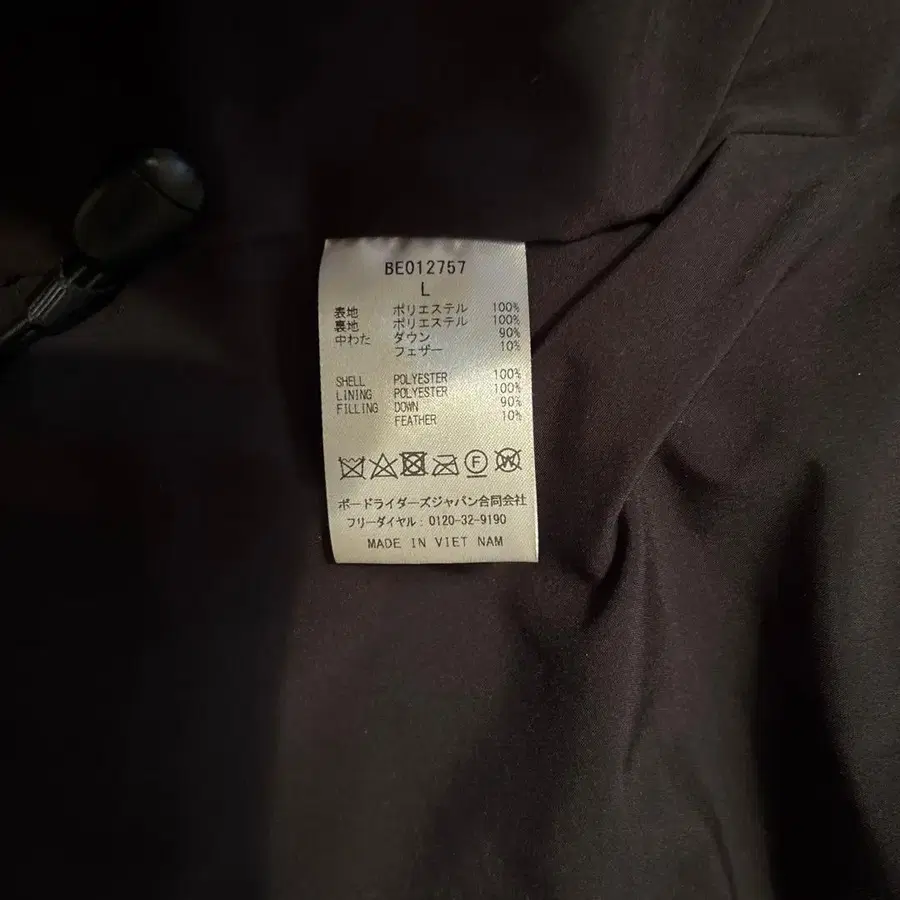 BE012757
L
表地 ポリエステル 100%
裏地 ポリエステル 100%
中わた ダウン 90%
フェザー 10%
SHELL POLYESTER 100%
LINING POLYESTER 100%
FILLING DOWN 90%
FEATHER 10%
F W
ボードライダーズジャパン合同会社
フリーダイヤル：0120-32-9190
MADE IN VIET NAM